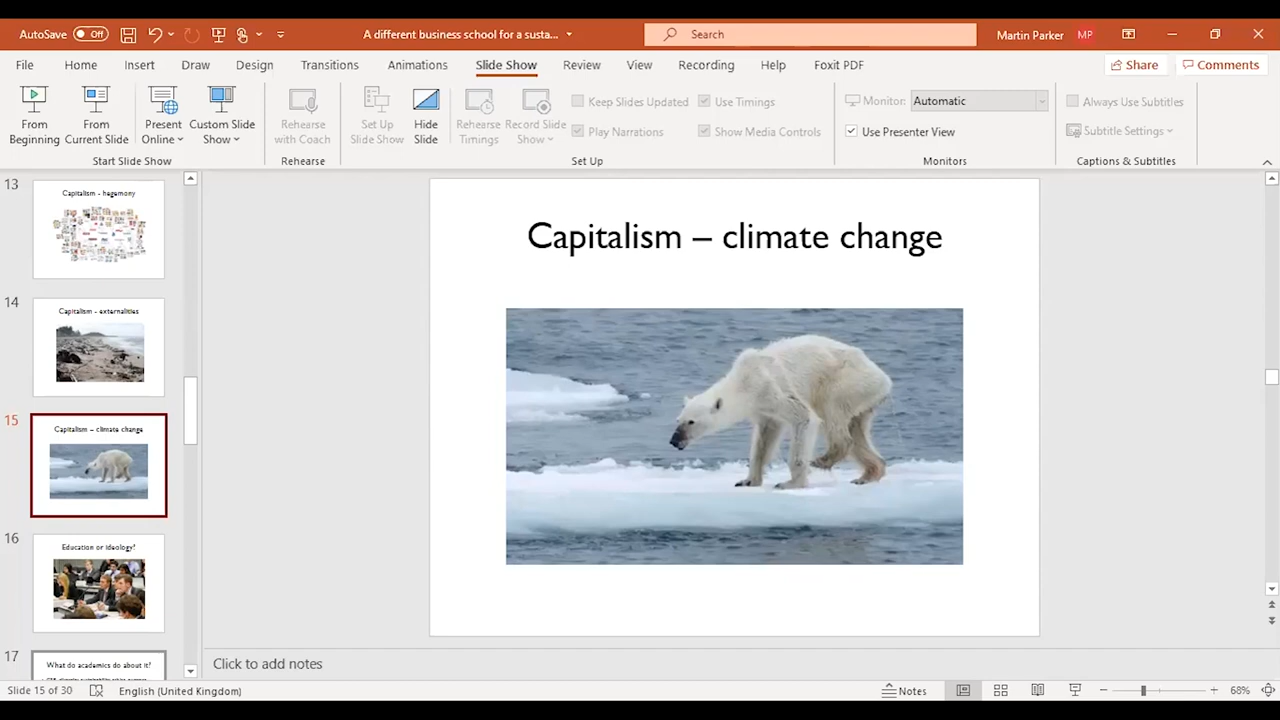 AutoSave Off
A different business school for a susta...
Search
Martin Parker MP
File Home Insert Draw Design Transitions Animations Slide Show Review View Recording Help Foxit PDF
Share Comments
From Beginning
From Current Slide
Present Online
Custom Slide Show
Start Slide Show
Rehearse with Coach
Rehearse
Set Up Slide Show
Hide Slide
Rehearse Timings
Record Slide Show
Keep Slides Updated
Play Narrations
Use Timings
Show Media Controls
Set Up
Monitor: Automatic
Use Presenter View
Monitors
Always Use Subtitles
Subtitle Settings
Captions & Subtitles
13
Capitalism - hegemony
14
Capitalism - externalities
15
Capitalism – climate change
16
Education or ideology?
17
What do academics do about it?
Capitalism – climate change
Click to add notes
Slide 15 of 30
English (United Kingdom)
Notes
68%